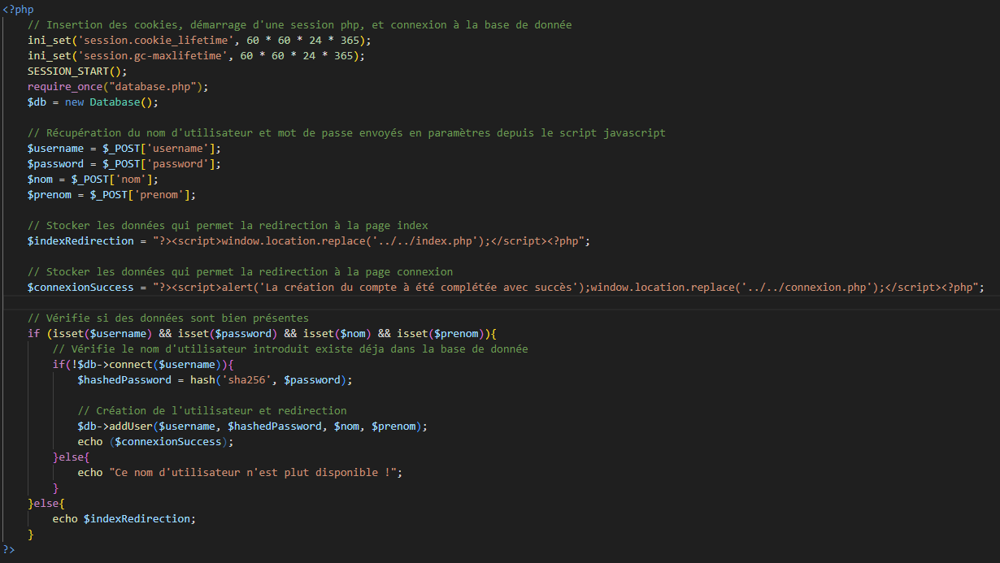 <?php
// Insertion des cookies, démarrage d'une session php, et connexion à la base de donnée
ini_set('session.cookie_lifetime', 60 * 60 * 24 * 365);
ini_set('session.gc-maxlifetime', 60 * 60 * 24 * 365);
SESSION_START();
require_once("database.php");
$db = new Database();
// Récupération du nom d'utilisateur et mot de passe envoyés en paramètres depuis le script javascript
$username = $_POST['username'];
$password = $_POST['password'];
$nom = $_POST['nom'];
$prenom = $_POST['prenom'];
// Stocker les données qui permet la redirection à la page index
$indexRedirection = "?><script>window.location.replace('../../index.php');</script><?php";
// Stocker les données qui permet la redirection à la page connexion
$connexionSuccess = "?><script>alert('La création du compte à été complétée avec succès');window.location.replace('../../connexion.php');</script><?php";
// Vérifie si des données sont bien présentes
if (isset($username) && isset($password) && isset($nom) && isset($prenom)){
// Vérifie le nom d'utilisateur introduit existe déja dans la base de donnée
if(!$db->connect($username)){
$hashedPassword = hash('sha256', $password);
// Création de l'utilisateur et redirection
$db->addUser($username, $hashedPassword, $nom, $prenom);
echo ($connexionSuccess);
}else{
echo "Ce nom d'utilisateur n'est plut disponible !";
}
}else{
echo $indexRedirection;
}
?>